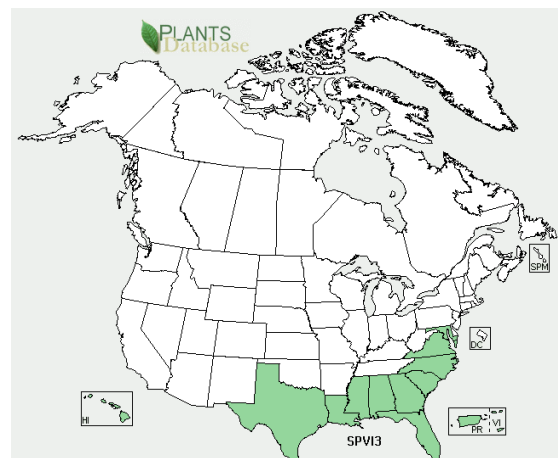 PLANTS
Database
SPM
DC
HI
PR
VI
SPVI3